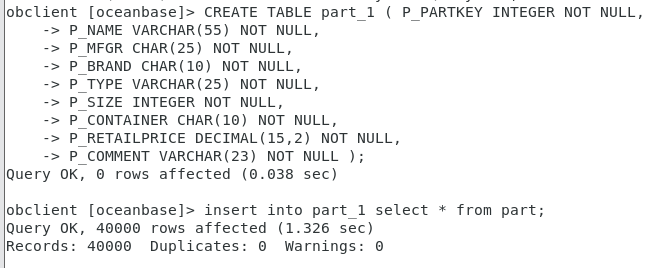 obclient [oceanbase]> CREATE TABLE part_1 ( P_PARTKEY INTEGER NOT NULL,
    -> P_NAME VARCHAR(55) NOT NULL,
    -> P_MFGR CHAR(25) NOT NULL,
    -> P_BRAND CHAR(10) NOT NULL,
    -> P_TYPE VARCHAR(25) NOT NULL,
    -> P_SIZE INTEGER NOT NULL,
    -> P_CONTAINER CHAR(10) NOT NULL,
    -> P_RETAILPRICE DECIMAL(15,2) NOT NULL,
    -> P_COMMENT VARCHAR(23) NOT NULL );
Query OK, 0 rows affected (0.038 sec)

obclient [oceanbase]> insert into part_1 select * from part;
Query OK, 40000 rows affected (1.326 sec)
Records: 40000  Duplicates: 0  Warnings: 0